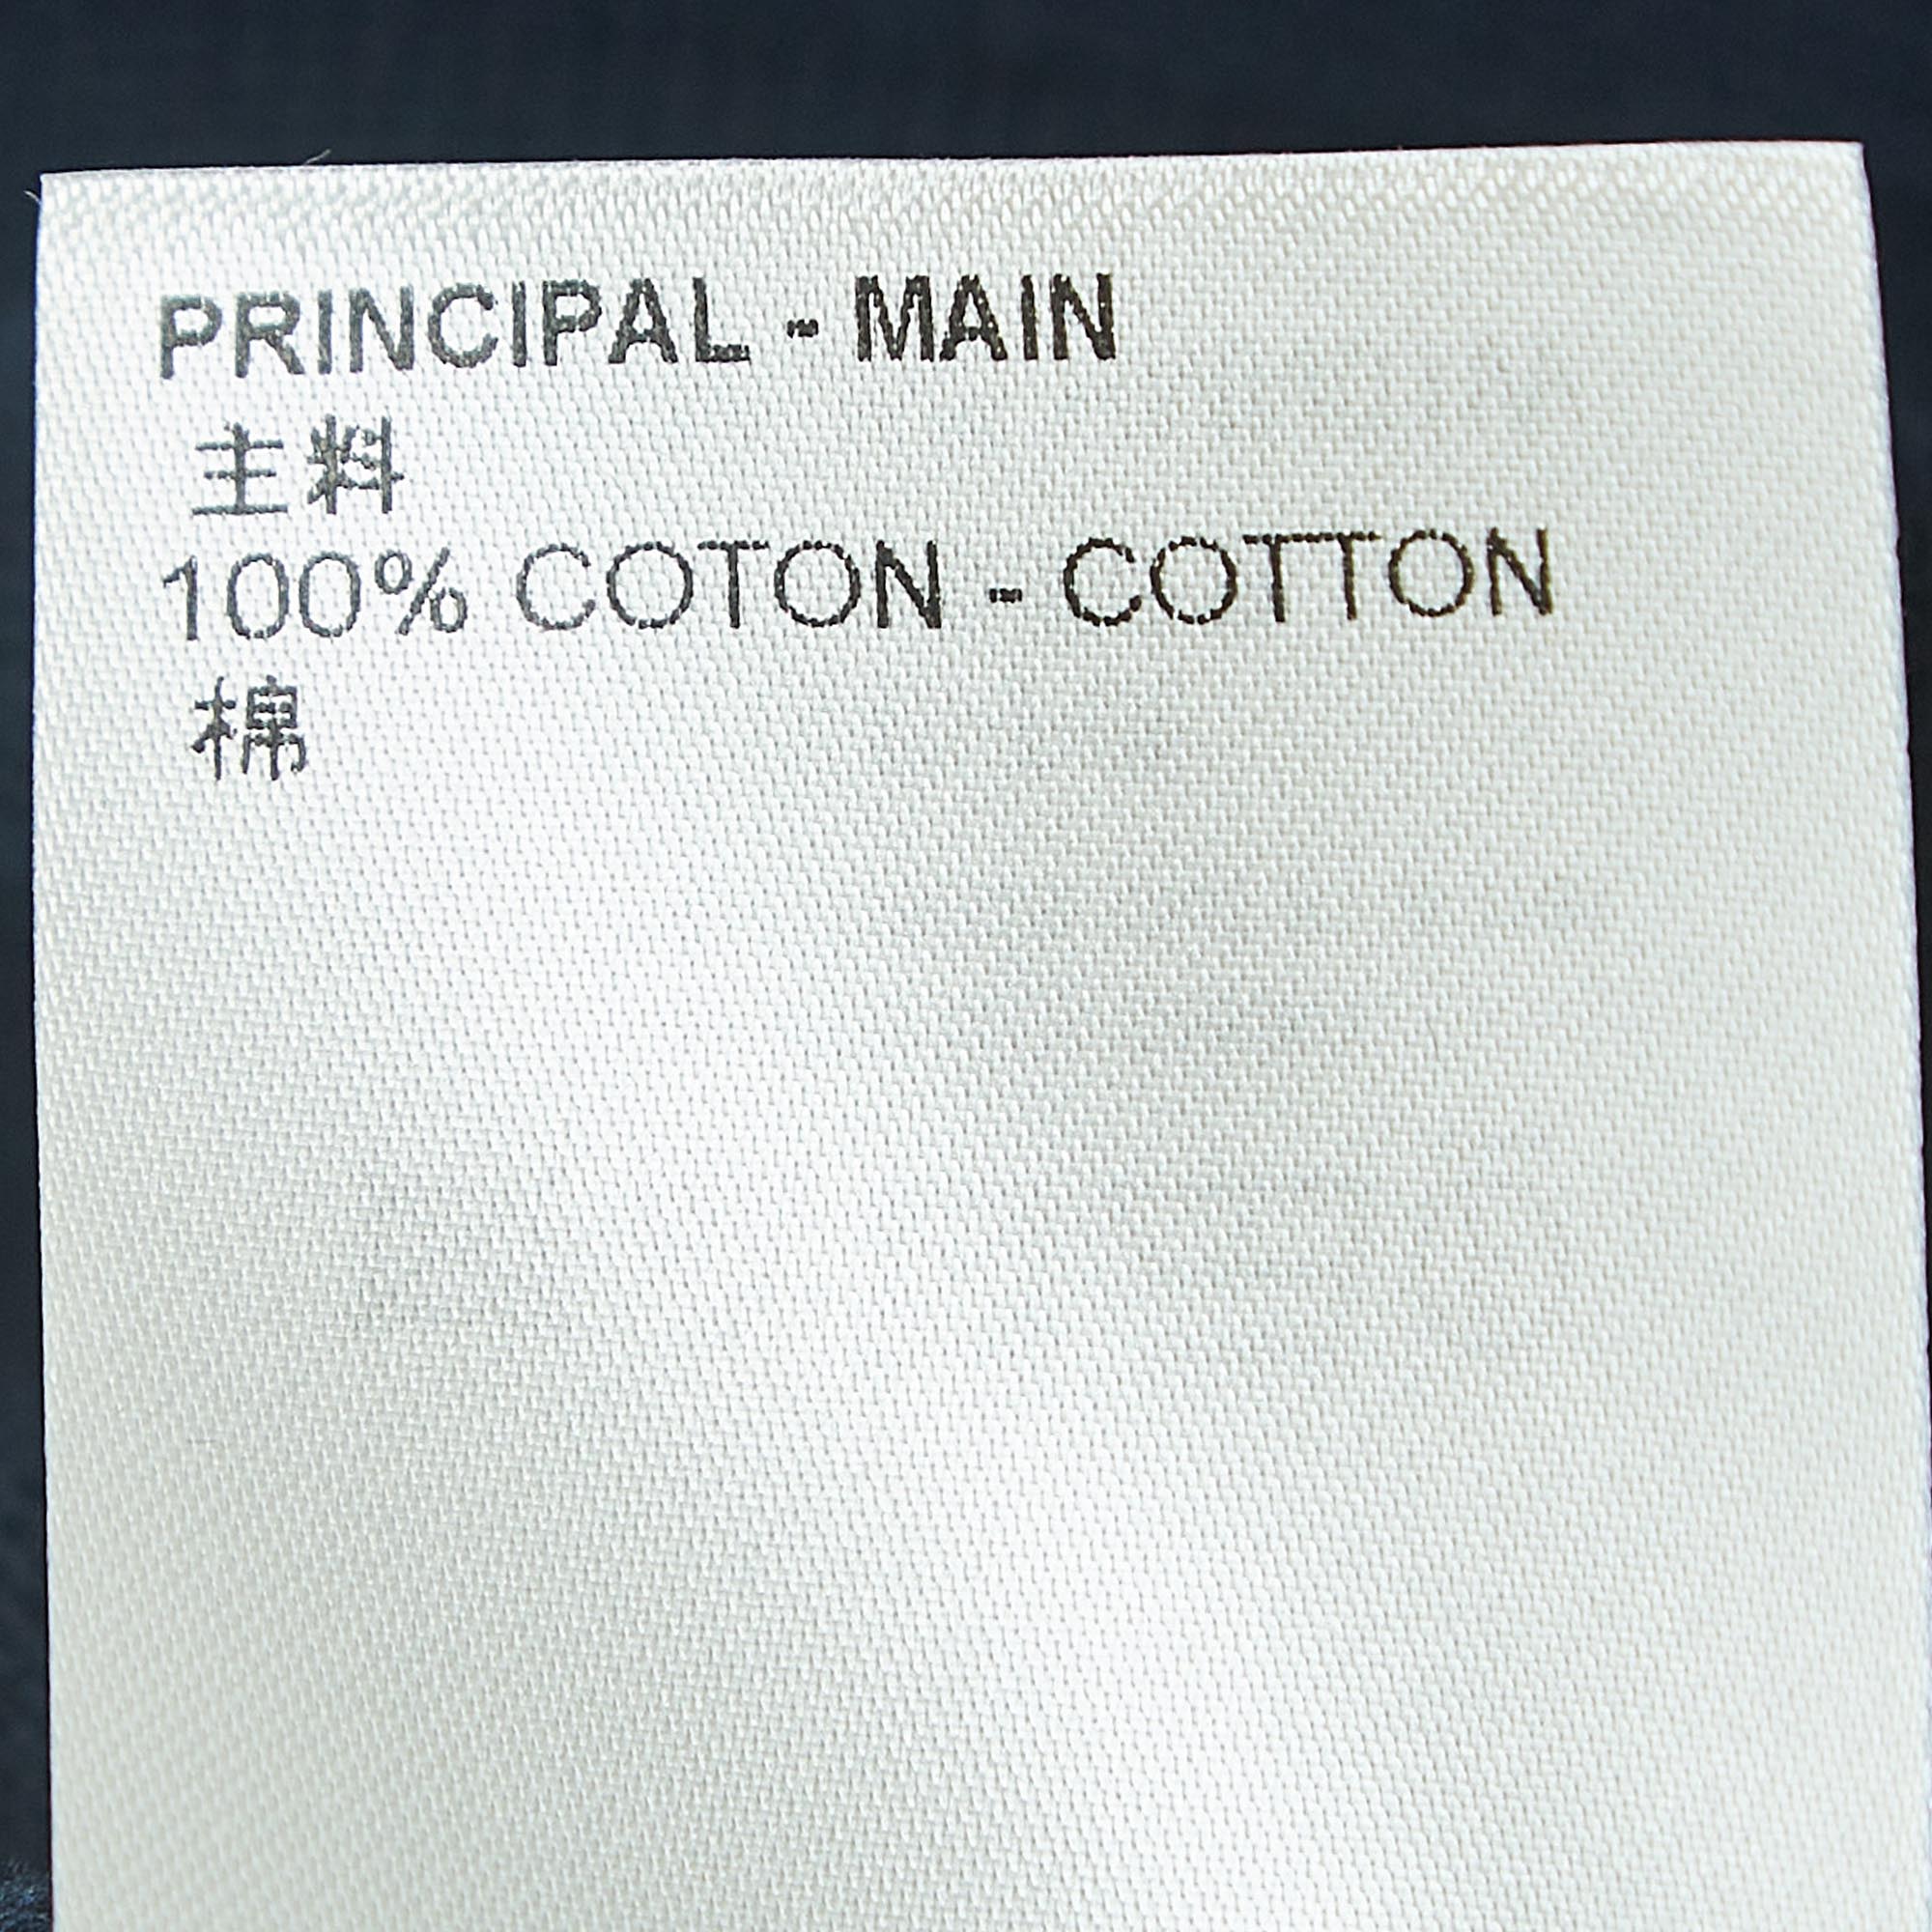 PRINCIPAL - MAIN
主料
100% COTON - COTTON
棉